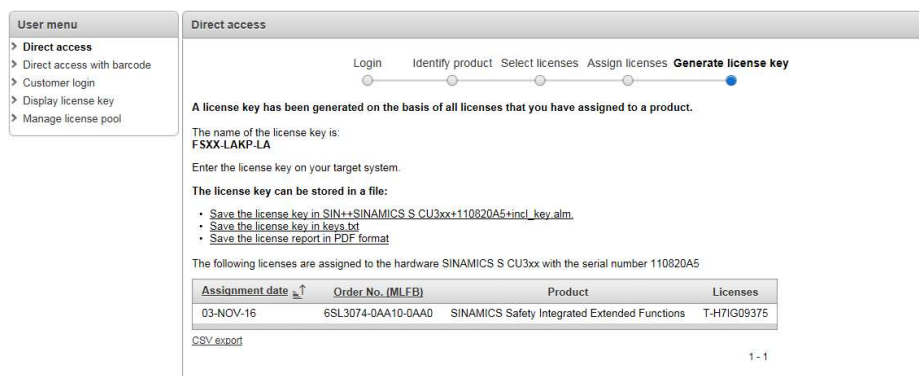 User menu
Direct access
Direct access with barcode
Customer login
Display license key
Manage license pool
Direct access
Login Identify product Select licenses Assign licenses Generate license key
A license key has been generated on the basis of all licenses that you have assigned to a product.
The name of the license key is:
FSXX-LAKP-LA
Enter the license key on your target system.
The license key can be stored in a file:
• Save the license key in SIN++SINAMICS S CU3xx+110820A5+incl_key.alm.
• Save the license key in keys.txt
• Save the license report in PDF format
The following licenses are assigned to the hardware SINAMICS S CU3xx with the serial number 110820A5
Assignment date Order No. (MLFB) Product Licenses
03-NOV-16 6SL3074-0AA10-0AA0 SINAMICS Safety Integrated Extended Functions T-H7IG09375
CSV export
1 - 1